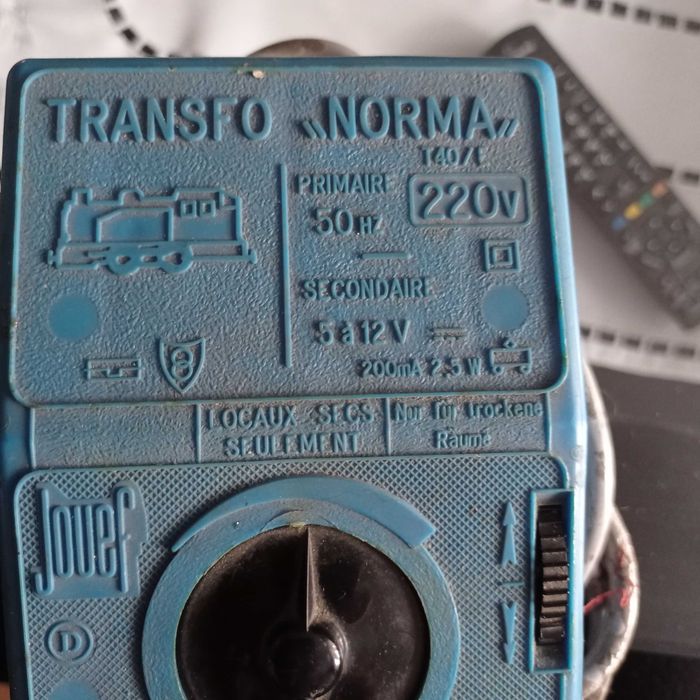 TRANSFO «NORMA»
T40/1
PRIMAIRE 220V
50 HZ
SECONDAIRE
5 à 12 V
200mA 2.5 W
LOCAUX SECS
SEULEMENT
Nur für trockene
Räume
Jouef
D